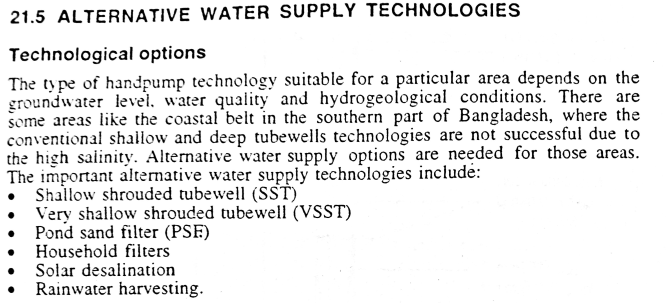 21.5 ALTERNATIVE WATER SUPPLY TECHNOLOGIES
Technological options
The type of handpump technology suitable for a particular area depends on the
groundwater level, water quality and hydrogeological conditions. There are
some areas like the coastal belt in the southern part of Bangladesh, where the
conventional shallow and deep tubewells technologies are not successful due to
the high salinity. Alternative water supply options are needed for those areas.
The important alternative water supply technologies include:
• Shallow shrouded tubewell (SST)
• Very shallow shrouded tubewell (VSST)
• Pond sand filter (PSF)
• Household filters
• Solar desalination
• Rainwater harvesting.